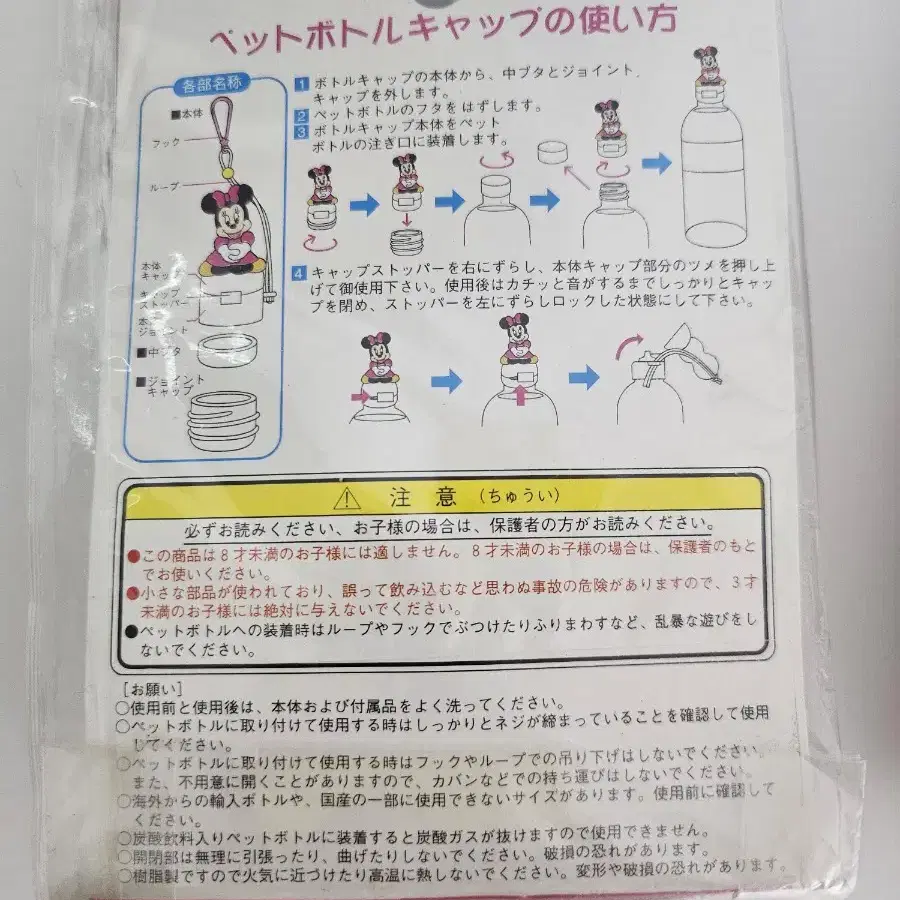 ペットボトルキャップの使い方
各部名称
■本体
フック
ループ
本体
キャップ
キャップ
ストッパー
ジョイント
■中ブタ
■ジョイント
キャップ
1 ボトルキャップの本体から、中ブタとジョイント
キャップを外します。
2 ペットボトルのフタをはずします。
3 ボトルキャップ本体をペット
ボトルの注ぎ口に装着します。
4 キャップストッパーを右にずらし、本体キャップ部分のツメを押し上
げて御使用下さい。使用後はカチッと音がするまでしっかりとキャッ
プを閉め、ストッパーを左にずらしロックした状態にして下さい。
注 意 (ちゅうい)
必ずお読みください、お子様の場合は、保護者の方がお読みください。
●この商品は8才未満のお子様には適しません。8才未満のお子様の場合は、保護者のもと
でお使いください。
●小さな部品が使われており、誤って飲み込むなど思わぬ事故の危険がありますので、3才
未満のお子様には絶対に与えないでください。
●ペットボトルへの装着時はループやフックでぶつけたりふりまわすなど、乱暴な遊びをし
ないでください。
[お願い]
○使用前と使用後は、本体および付属品をよく洗ってください。
○ペットボトルに取り付けて使用する時はしっかりとネジが締まっていることを確認して使用
してください。
○ペットボトルに取り付けて使用する時はフックやループでの吊り下げはしないでください。
また、不用意に開くことがありますので、カバンなどでの持ち運びはしないでください。
○海外からの輸入ボトルや、国産の一部に使用できないサイズがあります。使用前に確認して
ください。
○炭酸飲料入りペットボトルに装着すると炭酸ガスが抜けますので使用できません。
○開閉部は無理に引張ったり、曲げたりしないでください。破損の恐れがあります。
○樹脂製ですので火気に近づけたり高温に熱しないでください。変形や破損の恐れがあります。